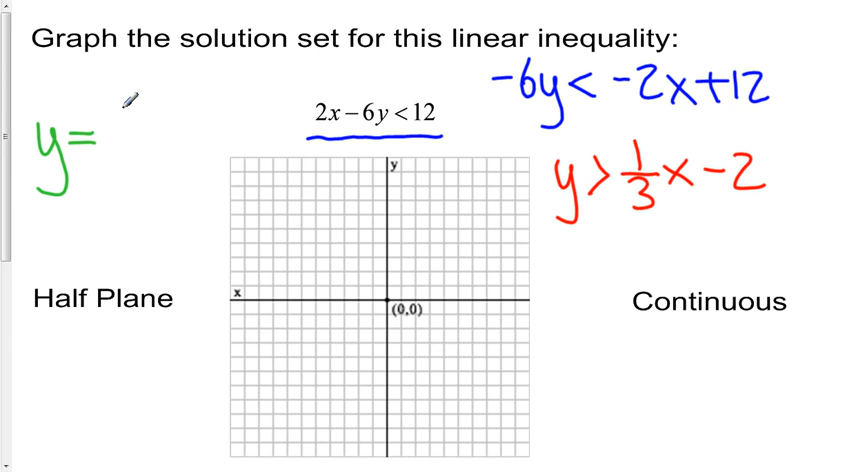 Graph the solution set for this linear inequality:
-6y < -2x+12
2x − 6y < 12
y=
y > 1/3 x - 2
y
Half Plane
x
(0,0)
Continuous